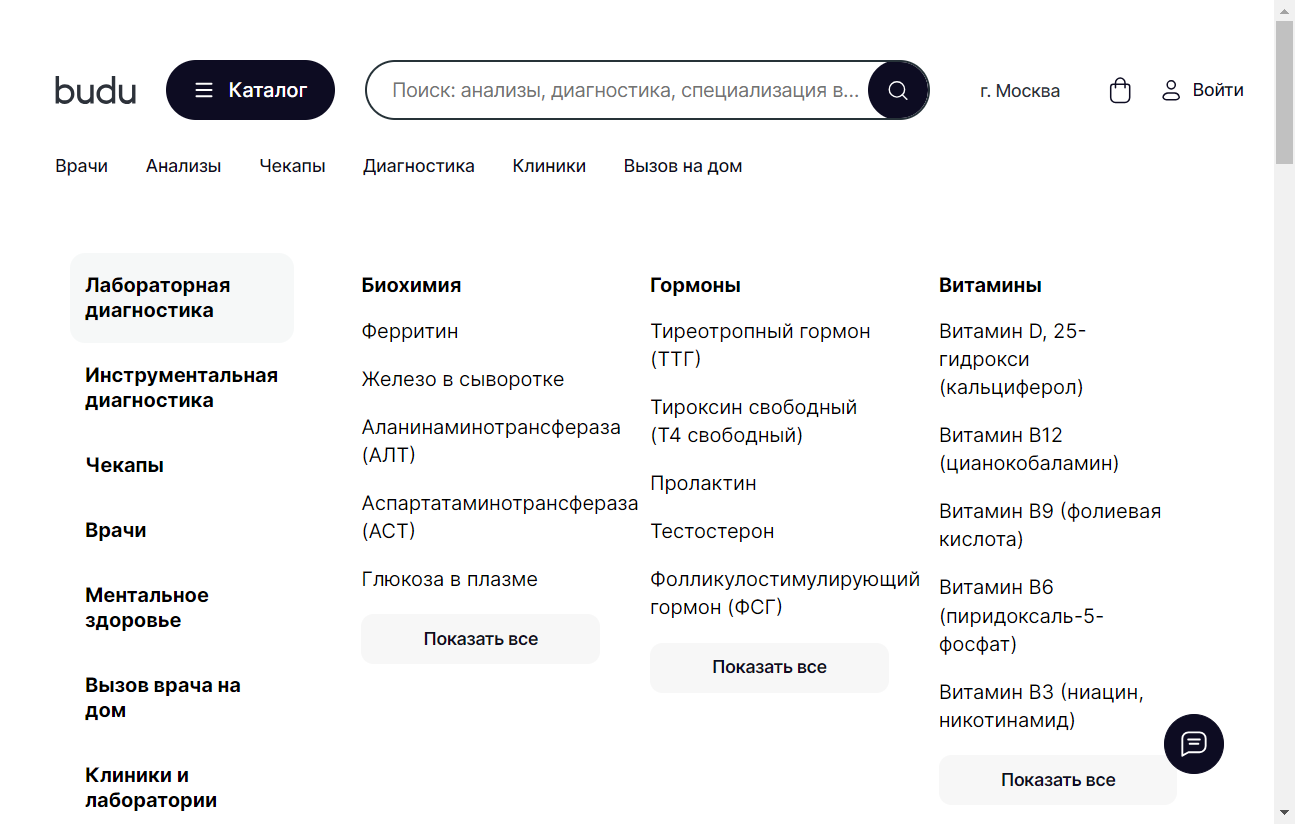 budu
Каталог
Поиск: анализы, диагностика, специализация в...
г. Москва
Войти
Врачи
Анализы
Чекапы
Диагностика
Клиники
Вызов на дом
Лабораторная
диагностика
Инструментальная
диагностика
Чекапы
Врачи
Ментальное
здоровье
Вызов врача на
дом
Клиники и
лаборатории
Биохимия
Ферритин
Железо в сыворотке
Аланинаминотрансфераза
(АЛТ)
Аспартатаминотрансфераза
(АСТ)
Глюкоза в плазме
Показать все
Гормоны
Тиреотропный гормон
(ТТГ)
Тироксин свободный
(Т4 свободный)
Пролактин
Тестостерон
Фолликулостимулирующий
гормон (ФСГ)
Показать все
Витамины
Витамин D, 25-
гидрокси
(кальциферол)
Витамин В12
(цианокобаламин)
Витамин В9 (фолиевая
кислота)
Витамин В6
(пиридоксаль-5-
фосфат)
Витамин В3 (ниацин,
никотинамид)
Показать все